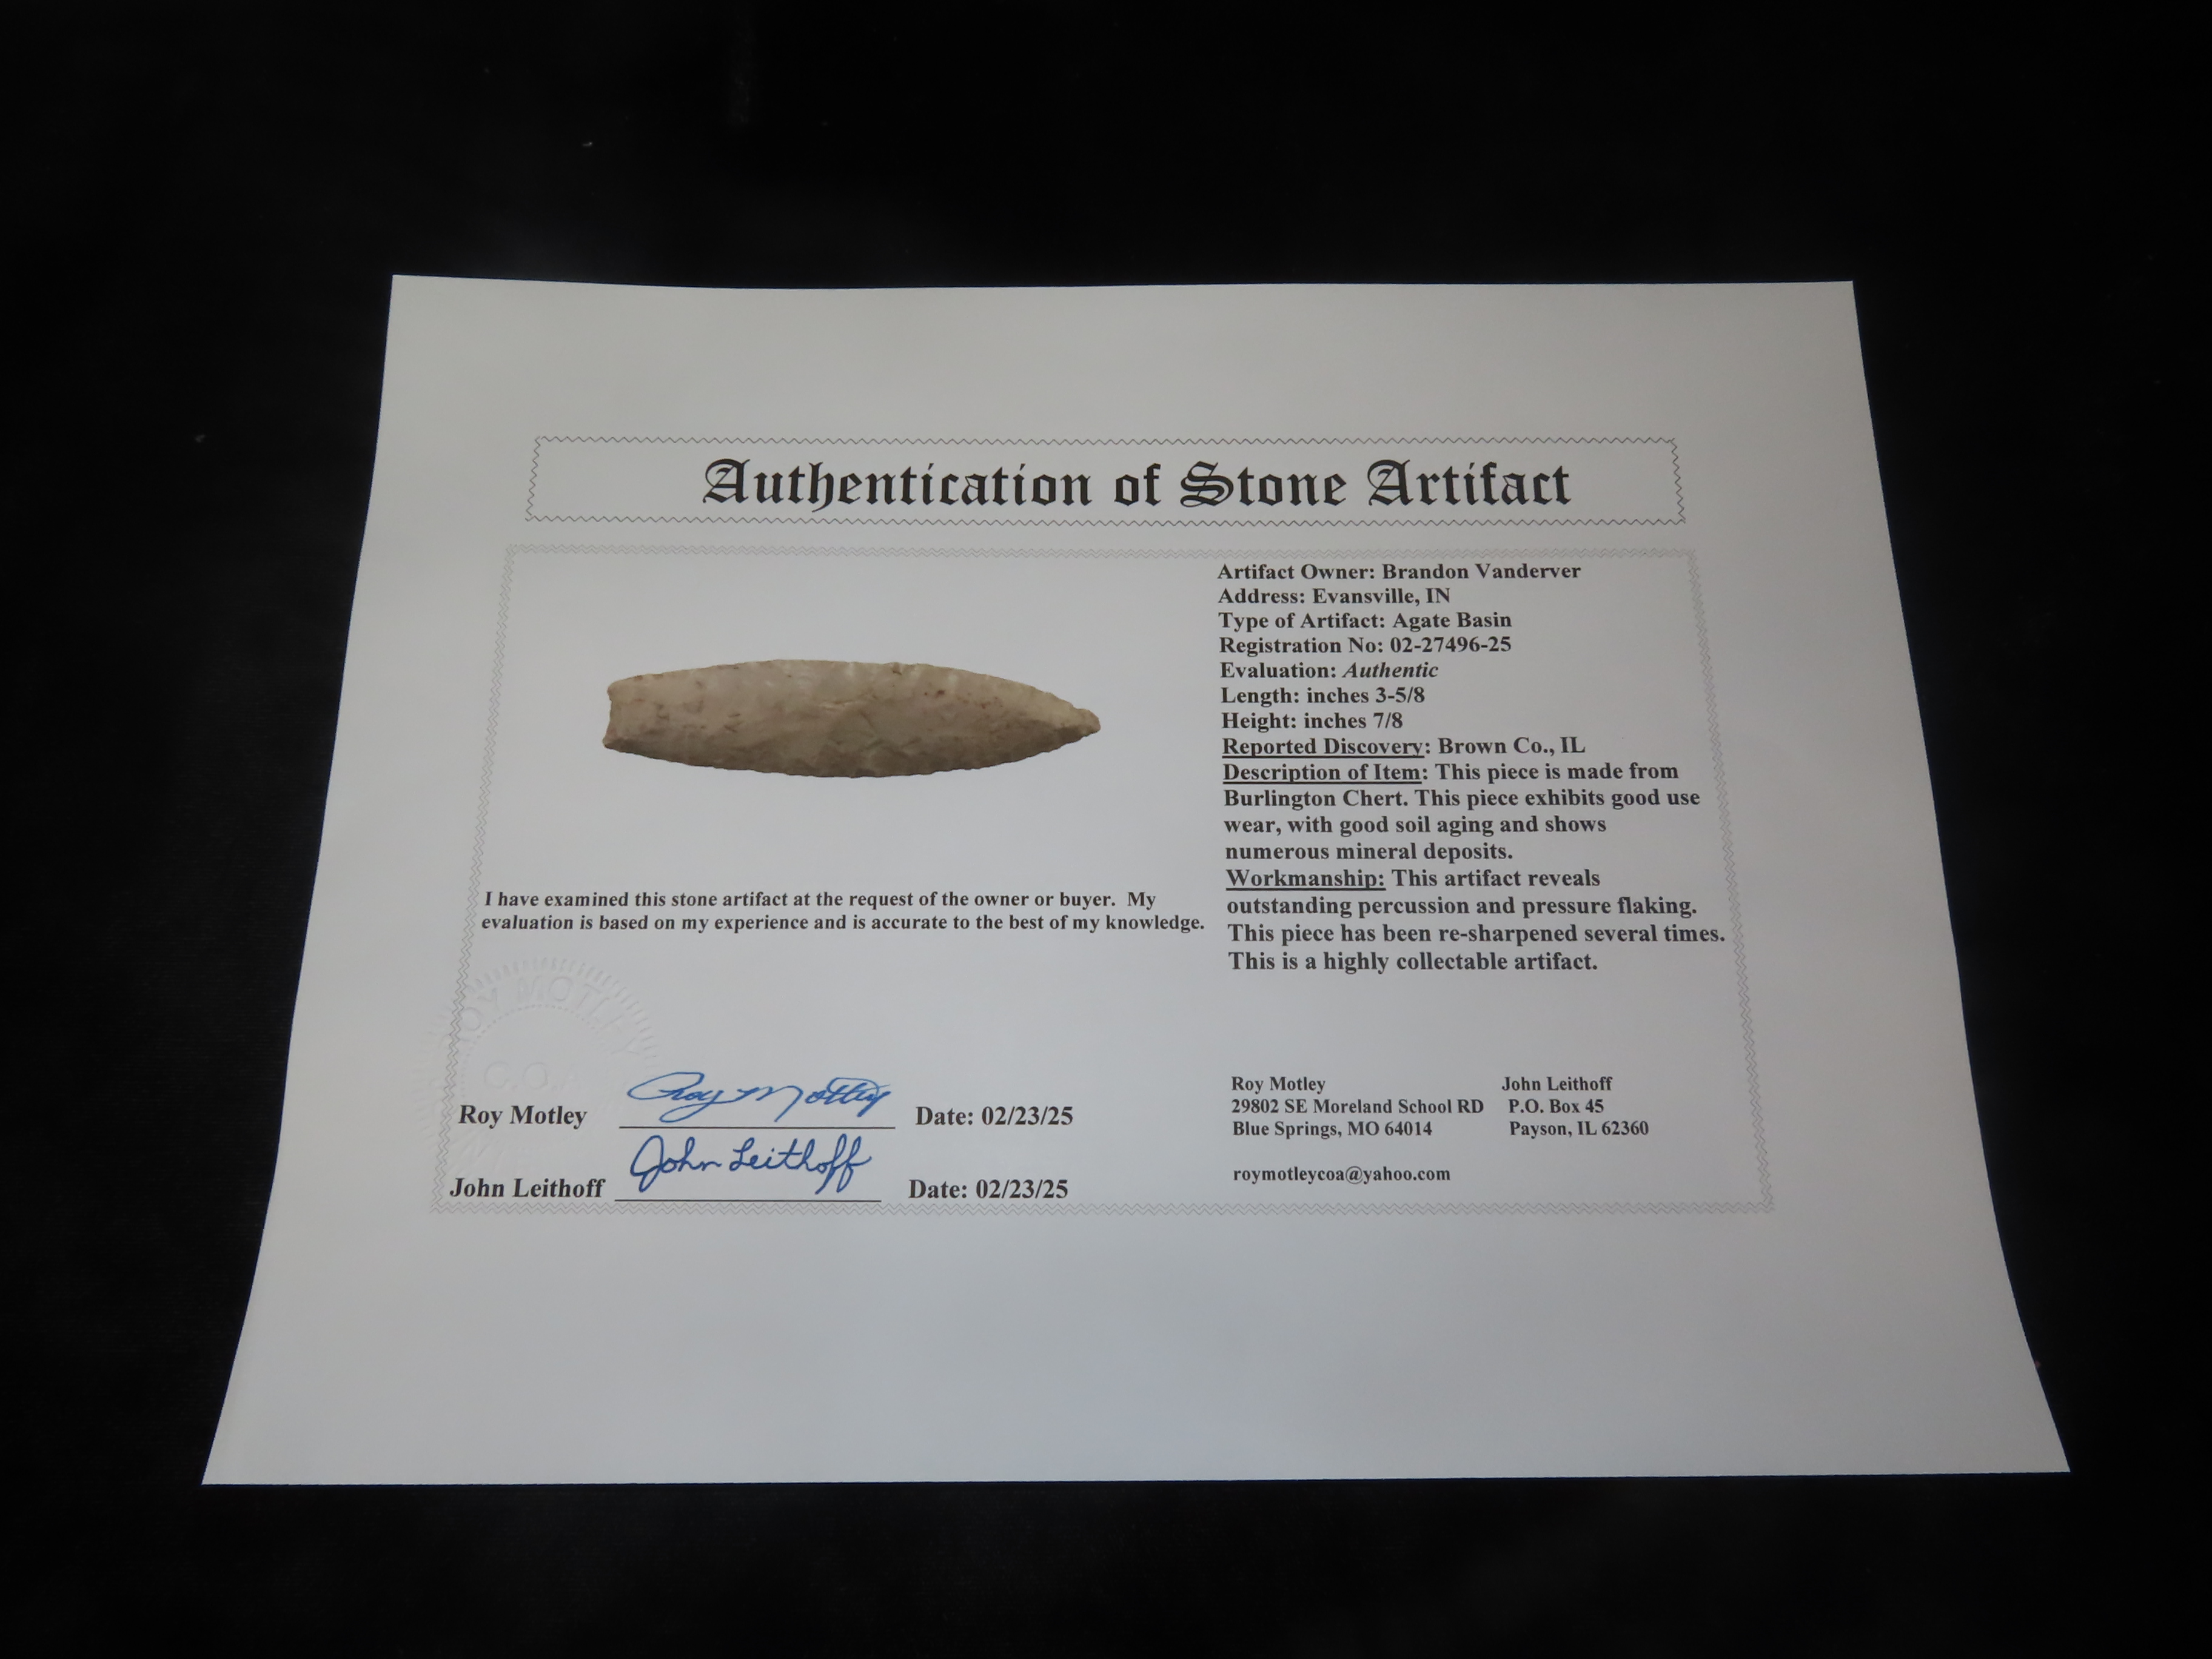 Authentication of Stone Artifact
Artifact Owner: Brandon Vanderver
Address: Evansville, IN
Type of Artifact: Agate Basin
Registration No: 02-27496-25
Evaluation: Authentic
Length: inches 3-5/8
Height: inches 7/8
Reported Discovery: Brown Co., IL
Description of Item: This piece is made from
Burlington Chert. This piece exhibits good use
wear, with good soil aging and shows
numerous mineral deposits.
Workmanship: This artifact reveals
outstanding percussion and pressure flaking.
This piece has been re-sharpened several times.
This is a highly collectable artifact.
I have examined this stone artifact at the request of the owner or buyer. My
evaluation is based on my experience and is accurate to the best of my knowledge.
ROY MOTLEY
C.O.A
Roy Motley Roy Motley Date: 02/23/25
John Leithoff John Leithoff Date: 02/23/25
Roy Motley
29802 SE Moreland School RD
Blue Springs, MO 64014
roymotleycoa@yahoo.com
John Leithoff
P.O. Box 45
Payson, IL 62360